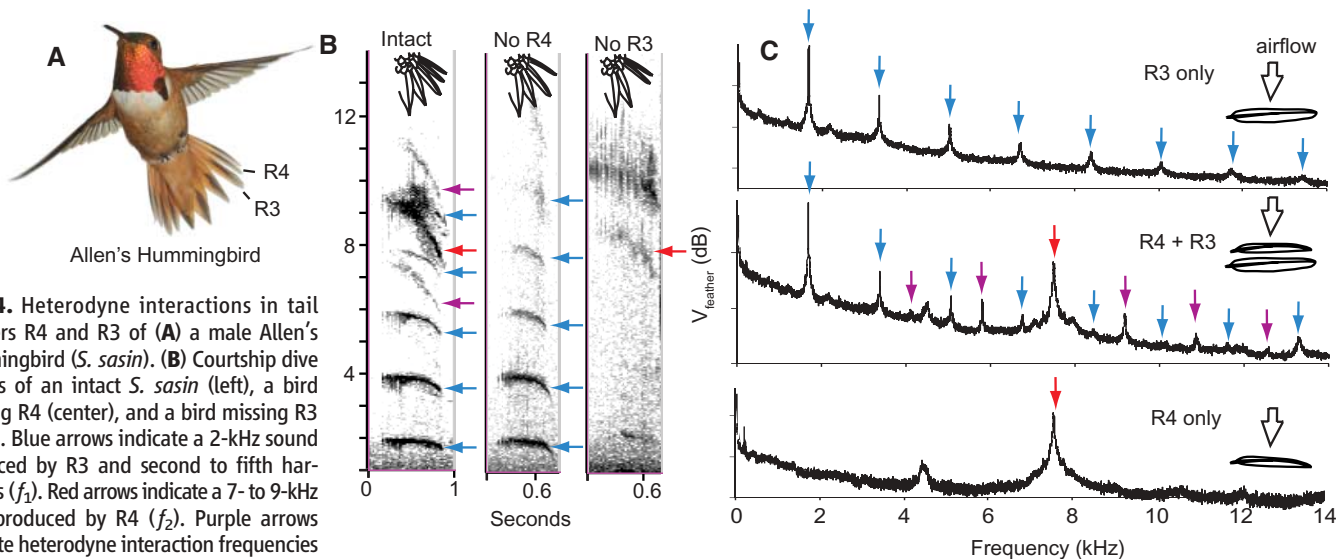 A
R4
R3
Allen's Hummingbird
4. Heterodyne interactions in tail
ers R4 and R3 of (A) a male Allen's
mingbird (S. sasin). (B) Courtship dive
s of an intact S. sasin (left), a bird
ng R4 (center), and a bird missing R3
. Blue arrows indicate a 2-kHz sound
ced by R3 and second to fifth har-
s (f1). Red arrows indicate a 7- to 9-kHz
produced by R4 (f2). Purple arrows
te heterodyne interaction frequencies
B
Intact
No R4
No R3
12
8
4
0
1
0.6
0.6
Seconds
C
R3 only
airflow
R4 + R3
R4 only
Vfeather (dB)
0 2 4 6 8 10 12 14
Frequency (kHz)